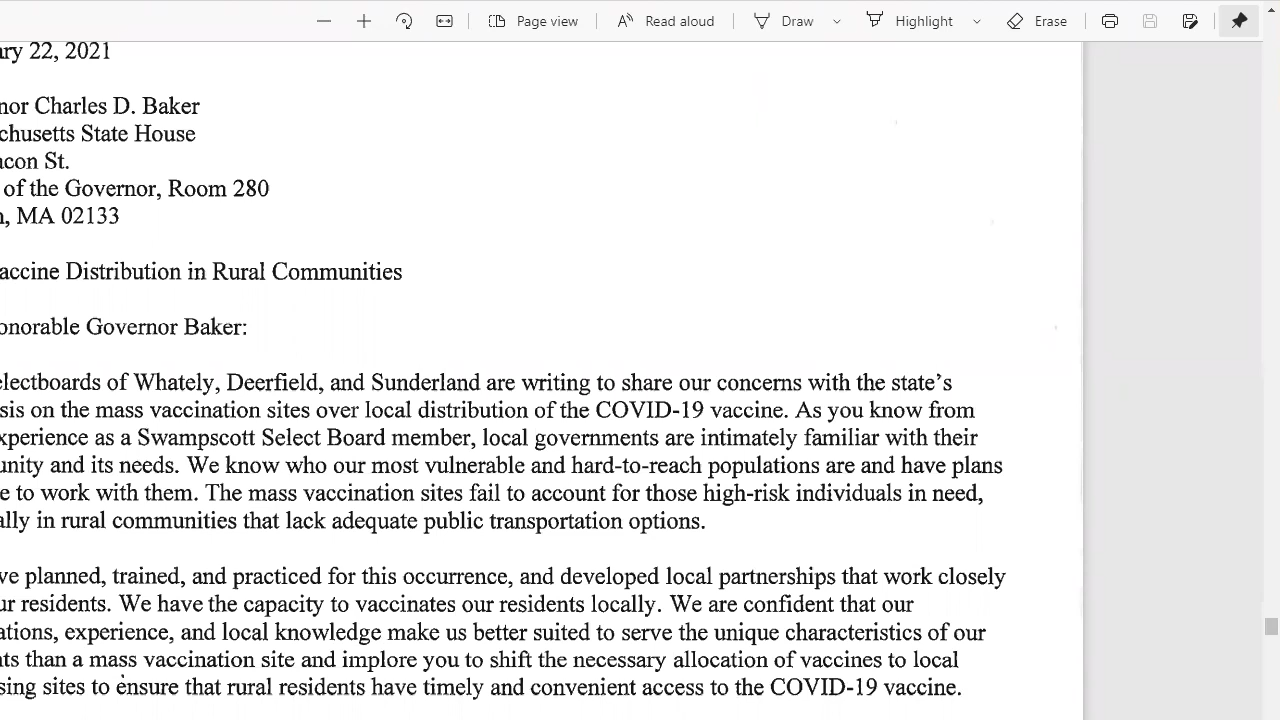 Page view Read aloud Draw Highlight Erase
ry 22, 2021
nor Charles D. Baker
chusetts State House
acon St.
of the Governor, Room 280
, MA 02133
accine Distribution in Rural Communities
onorable Governor Baker:
electboards of Whately, Deerfield, and Sunderland are writing to share our concerns with the state's
sis on the mass vaccination sites over local distribution of the COVID-19 vaccine. As you know from
xperience as a Swampscott Select Board member, local governments are intimately familiar with their
unity and its needs. We know who our most vulnerable and hard-to-reach populations are and have plans
e to work with them. The mass vaccination sites fail to account for those high-risk individuals in need,
ally in rural communities that lack adequate public transportation options.
ve planned, trained, and practiced for this occurrence, and developed local partnerships that work closely
ur residents. We have the capacity to vaccinates our residents locally. We are confident that our
ations, experience, and local knowledge make us better suited to serve the unique characteristics of our
nts than a mass vaccination site and implore you to shift the necessary allocation of vaccines to local
sing sites to ensure that rural residents have timely and convenient access to the COVID-19 vaccine.